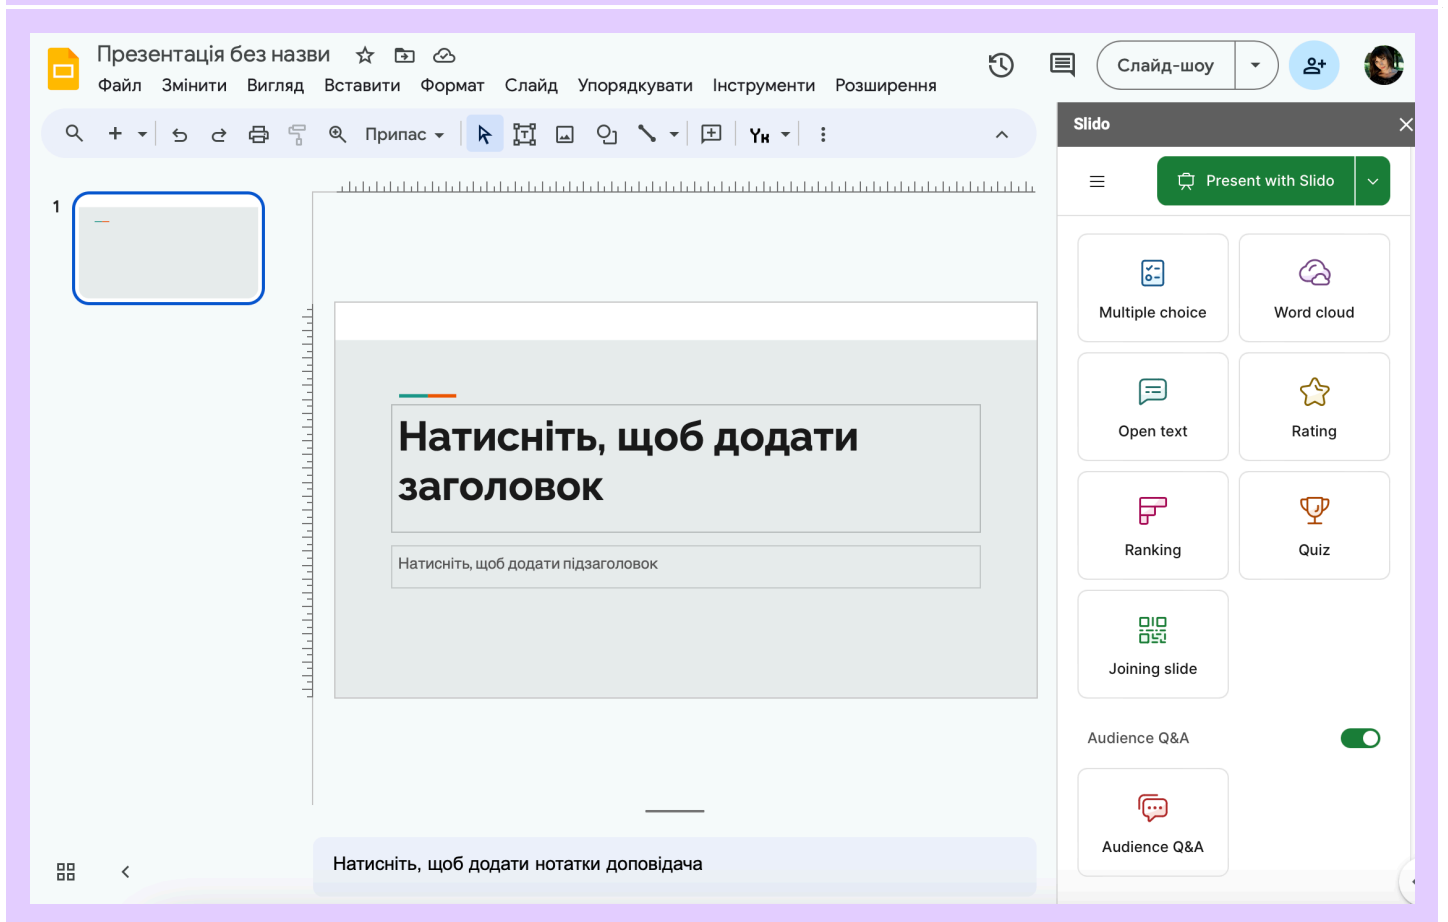 Презентація без назви
Файл Змінити Вигляд Вставити Формат Слайд Упорядкувати Інструменти Розширення
Слайд-шоу
Припас
Ук
Slido
Present with Slido
1
Натисніть, щоб додати
заголовок
Натисніть, щоб додати підзаголовок
Натисніть, щоб додати нотатки доповідача
Multiple choice
Word cloud
Open text
Rating
Ranking
Quiz
Joining slide
Audience Q&A
Audience Q&A